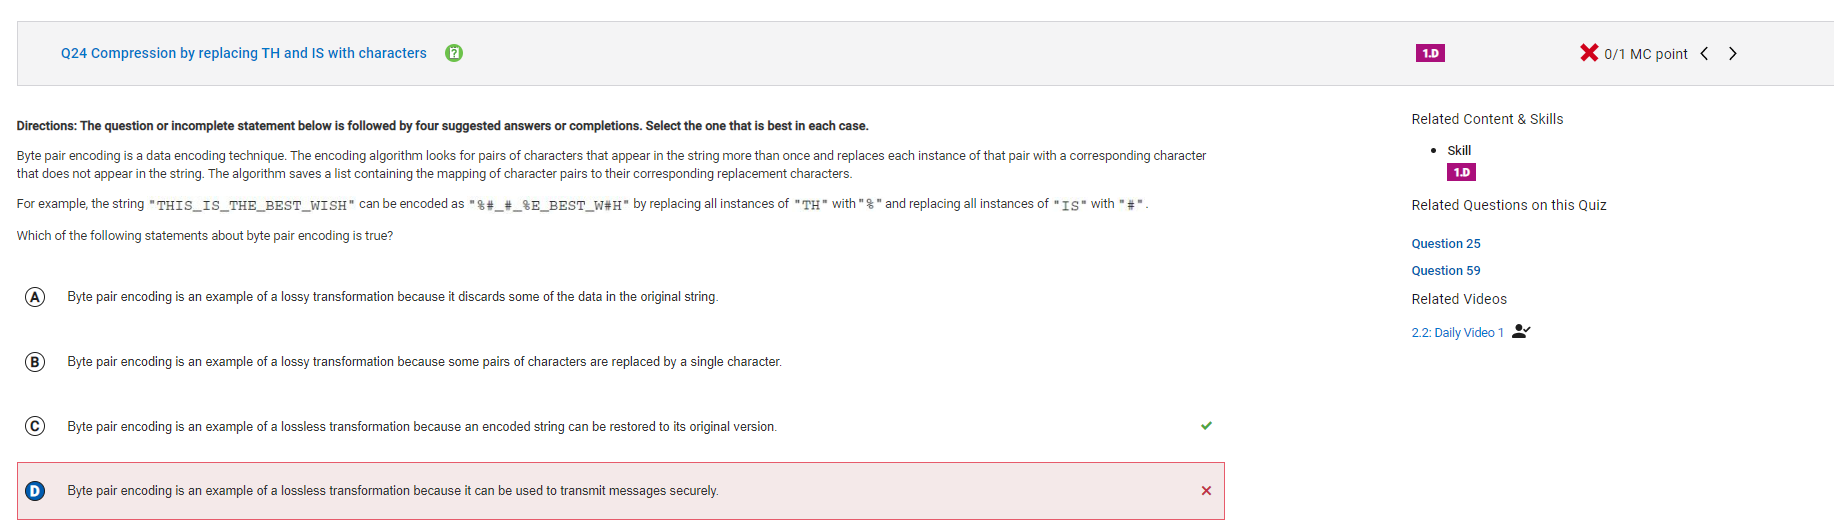 Q24 Compression by replacing TH and IS with characters
1.D
0/1 MC point
Directions: The question or incomplete statement below is followed by four suggested answers or completions. Select the one that is best in each case.
Byte pair encoding is a data encoding technique. The encoding algorithm looks for pairs of characters that appear in the string more than once and replaces each instance of that pair with a corresponding character
that does not appear in the string. The algorithm saves a list containing the mapping of character pairs to their corresponding replacement characters.
For example, the string "THIS_IS_THE_BEST_WISH" can be encoded as "%#_#_%E_BEST_W#H" by replacing all instances of "TH" with "%" and replacing all instances of "IS" with "#".
Which of the following statements about byte pair encoding is true?
A Byte pair encoding is an example of a lossy transformation because it discards some of the data in the original string.
B Byte pair encoding is an example of a lossy transformation because some pairs of characters are replaced by a single character.
C Byte pair encoding is an example of a lossless transformation because an encoded string can be restored to its original version.
D Byte pair encoding is an example of a lossless transformation because it can be used to transmit messages securely.
Related Content & Skills
Skill
1.D
Related Questions on this Quiz
Question 25
Question 59
Related Videos
2.2: Daily Video 1